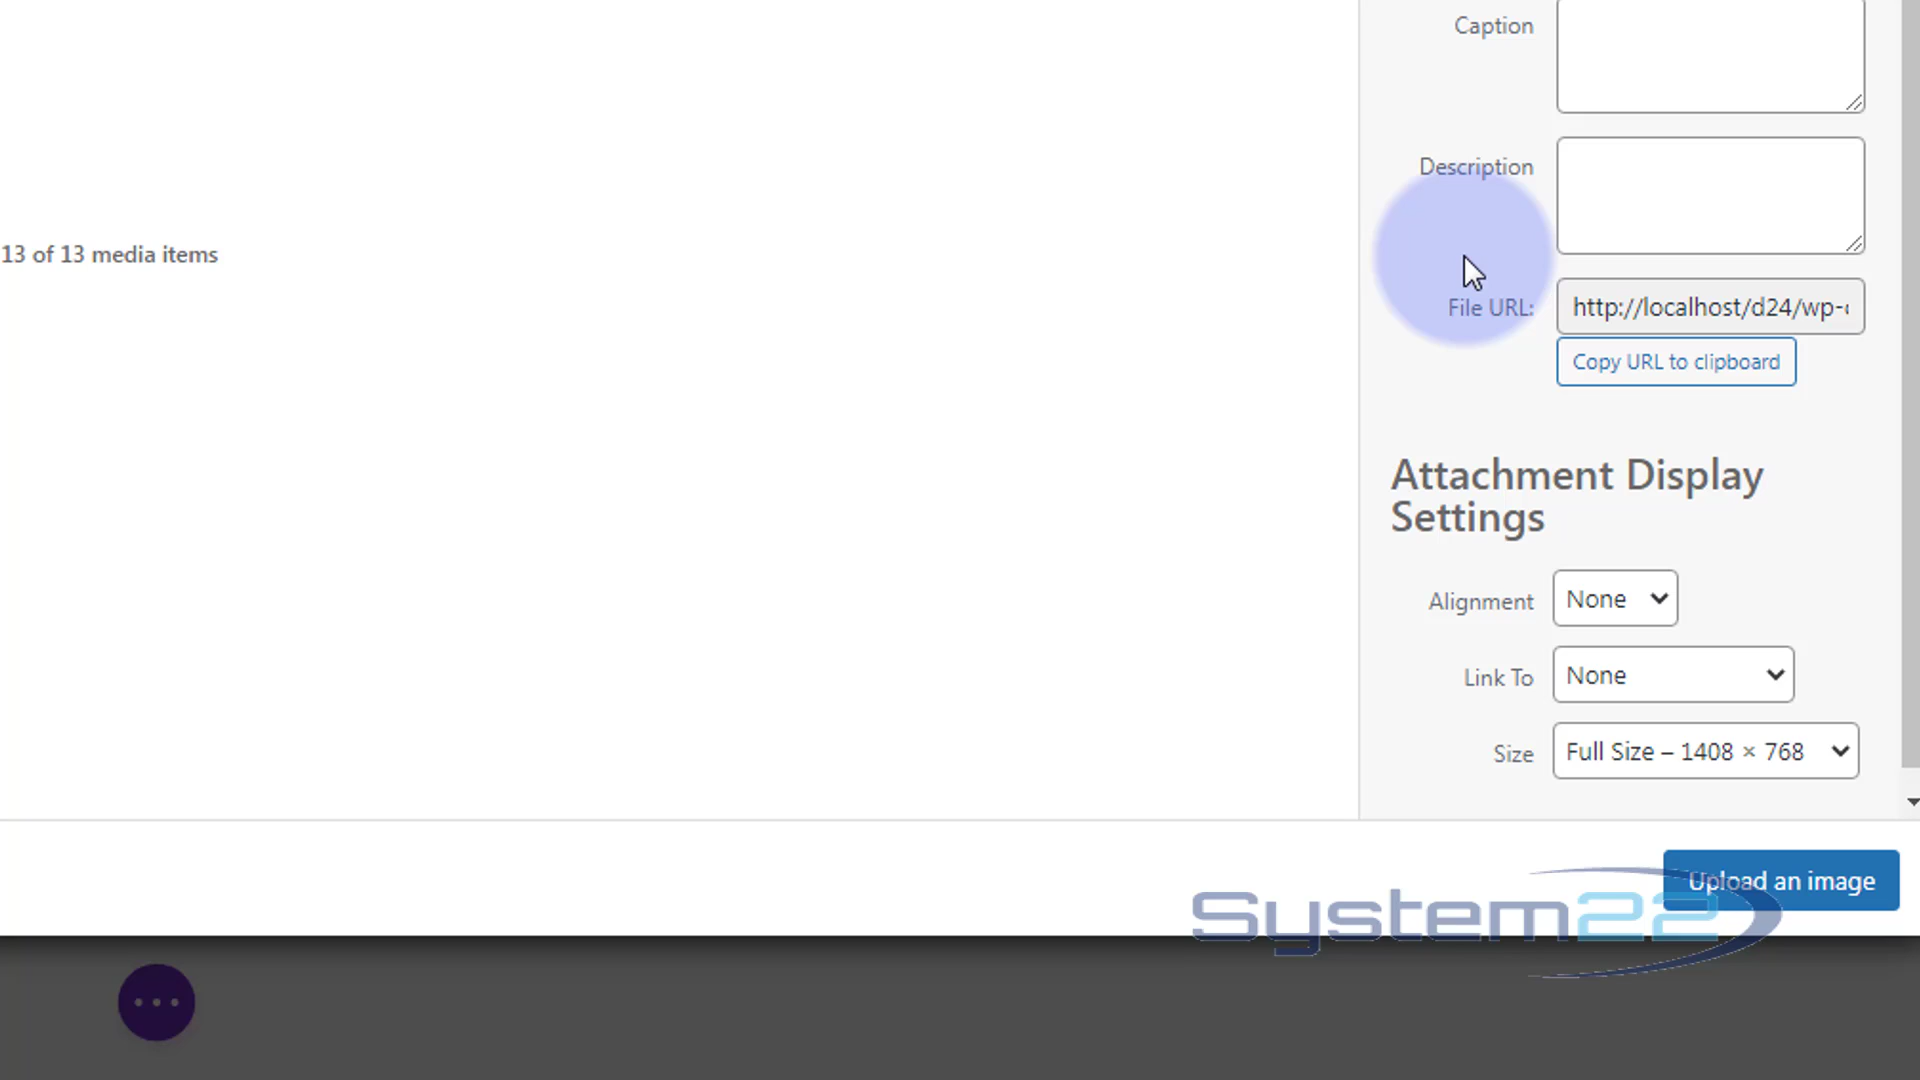 Caption
Description
13 of 13 media items
File URL:
http://localhost/d24/wp-
Copy URL to clipboard
Attachment Display
Settings
Alignment
None
Link To
None
Size
Full Size – 1408 × 768
Upload an image
System22